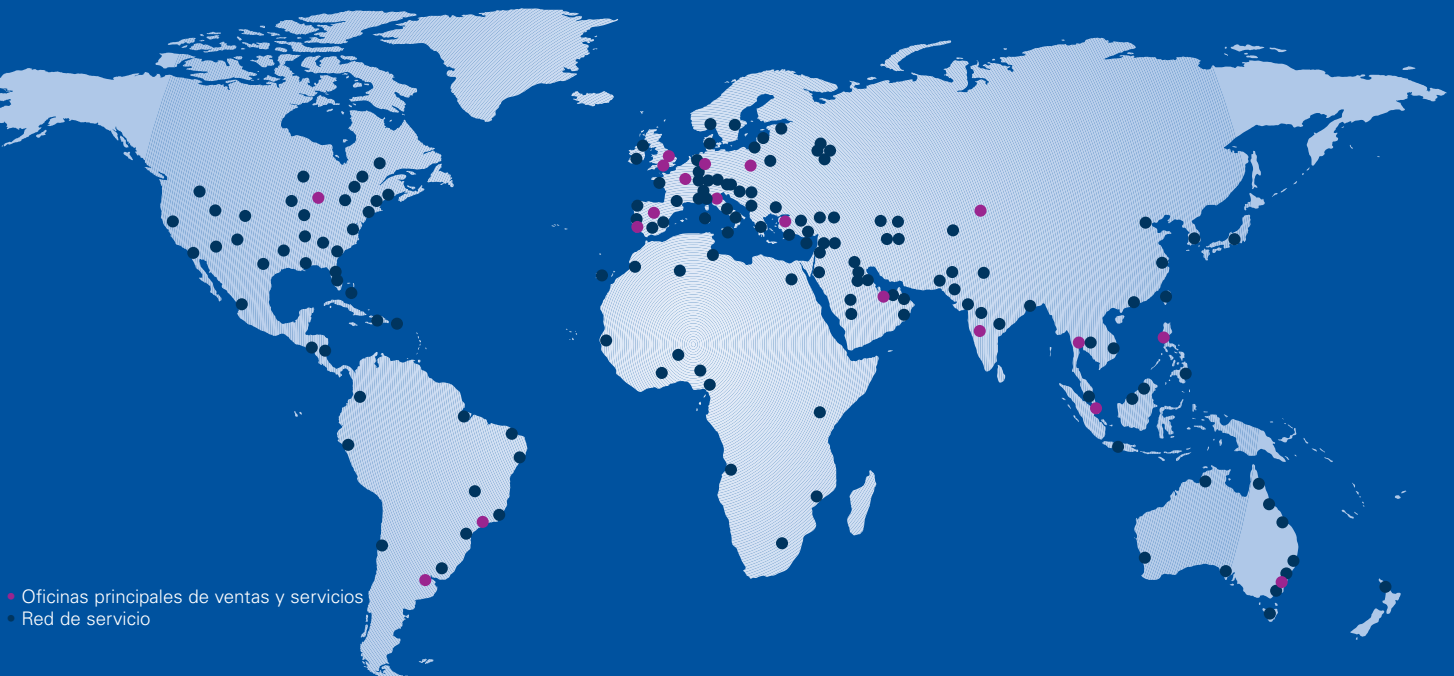 Oficinas principales de ventas y servicios
Red de servicio